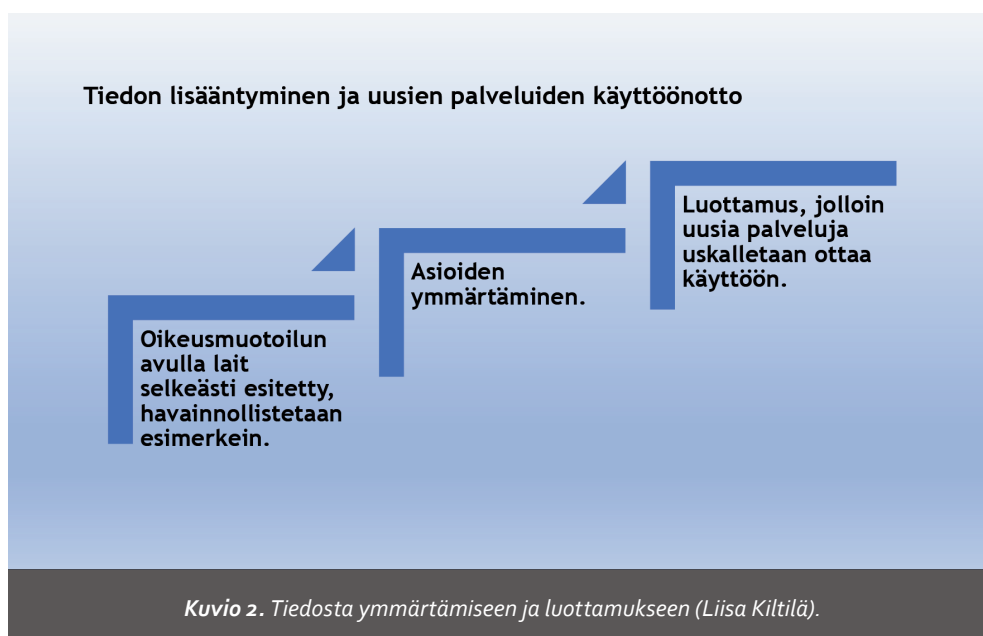 Tiedon lisääntyminen ja uusien palveluiden käyttöönotto
Oikeusmuotoilun
avulla lait
selkeästi esitetty,
havainnollistetaan
esimerkein.
Asioiden
ymmärtäminen.
Luottamus, jolloin
uusia palveluja
uskalletaan ottaa
käyttöön.
Kuvio 2. Tiedosta ymmärtämiseen ja luottamukseen (Liisa Kiltilä).